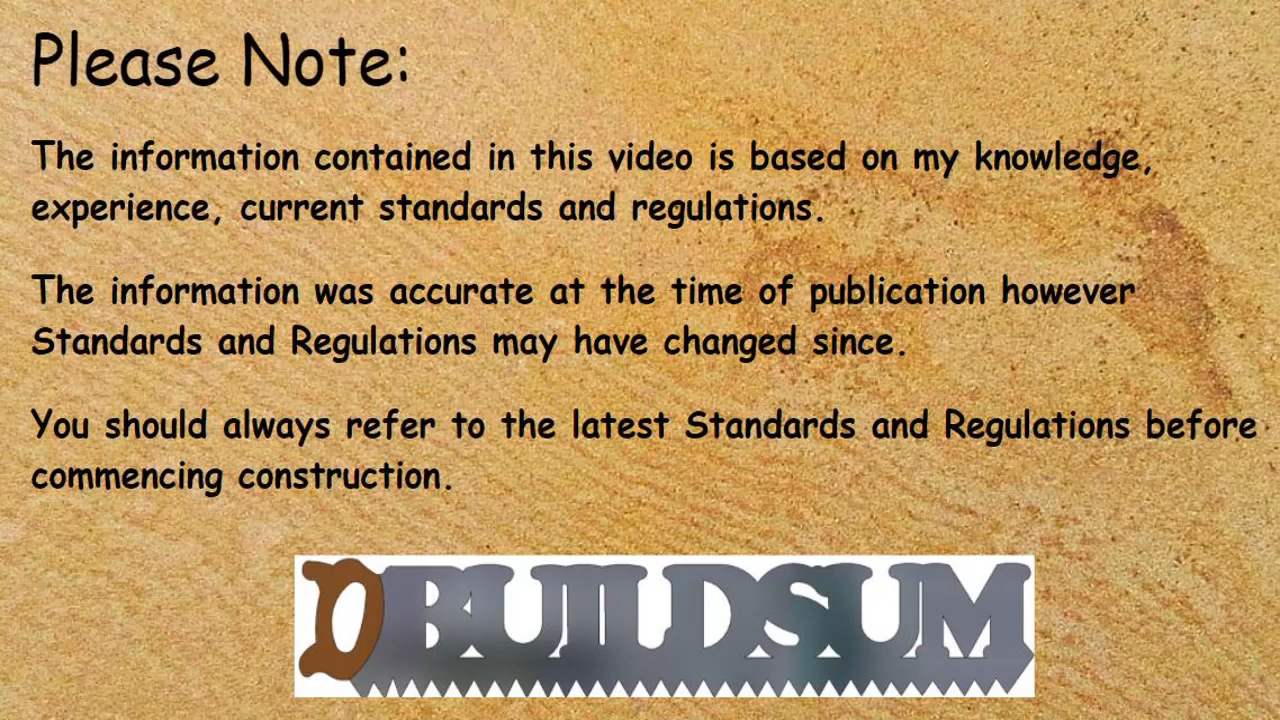 Please Note:
The information contained in this video is based on my knowledge,
experience, current standards and regulations.
The information was accurate at the time of publication however
Standards and Regulations may have changed since.
You should always refer to the latest Standards and Regulations before
commencing construction.
BUILDSUM